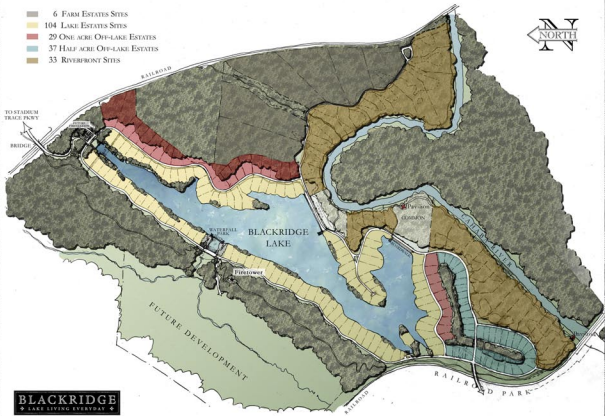 6 FARM ESTATES SITES
104 LAKE ESTATES SITES
29 ONE ACRE OFF-LAKE ESTATES
37 HALF ACRE OFF-LAKE ESTATES
33 RIVERFRONT SITES
N
NORTH
RAILROAD
TO STADIUM
TRACE PKWY
BRIDGE
Pavilion
COMMON
WATERFALL
PARK
BLACKRIDGE
LAKE
Firetower
FUTURE DEVELOPMENT
RAILROAD PARK
RAILROAD
BLACKRIDGE
LAKE LIVING EVERYDAY